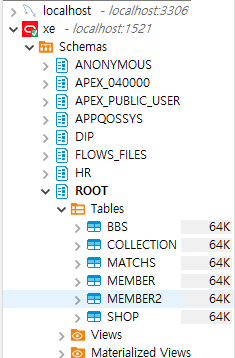 localhost - localhost:3306
xe - localhost:1521
Schemas
ANONYMOUS
APEX_040000
APEX_PUBLIC_USER
APPQOSSYS
DIP
FLOWS_FILES
HR
ROOT
Tables
BBS 64K
COLLECTION 64K
MATCHS 64K
MEMBER 64K
MEMBER2 64K
SHOP 64K
Views
Materialized Views